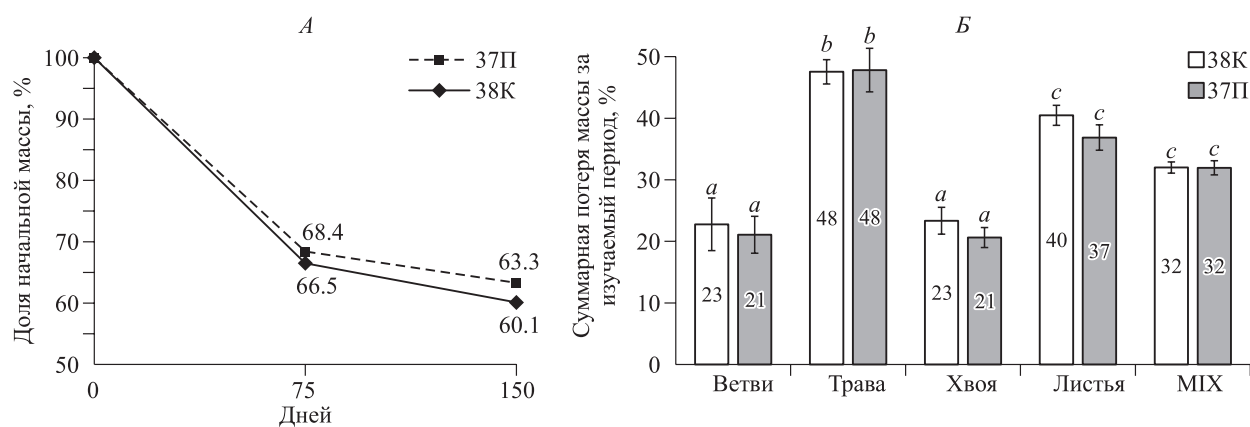 А
37П
38К
Доля начальной массы, %
100
90
80
70
60
50
68.4
66.5
63.3
60.1
0
75
150
Дней
Б
38К
37П
Суммарная потеря массы за
изучаемый период, %
50
40
30
20
10
0
a
a
b
b
a
a
c
c
c
c
23
21
48
48
23
21
40
37
32
32
Ветви
Трава
Хвоя
Листья
MIX